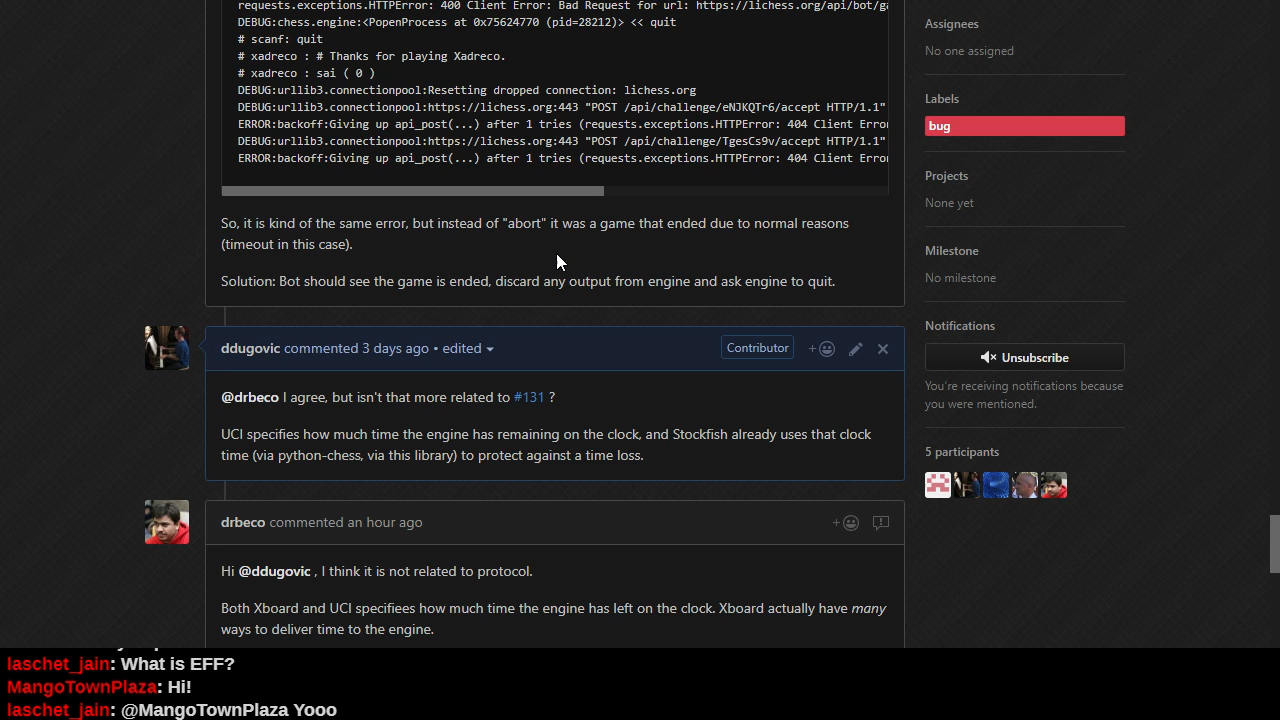 requests.exceptions.HTTPError: 400 Client Error: Bad Request for url: https://lichess.org/api/bot/ga
DEBUG:chess.engine:<PopenProcess at 0x75624770 (pid=28212)> << quit
# scanf: quit
# xadreco : # Thanks for playing Xadreco.
# xadreco : sai ( 0 )
DEBUG:urllib3.connectionpool:Resetting dropped connection: lichess.org
DEBUG:urllib3.connectionpool:https://lichess.org:443 "POST /api/challenge/eNJKQTr6/accept HTTP/1.1"
ERROR:backoff:Giving up api_post(...) after 1 tries (requests.exceptions.HTTPError: 404 Client Erro
DEBUG:urllib3.connectionpool:https://lichess.org:443 "POST /api/challenge/TgesCs9v/accept HTTP/1.1"
ERROR:backoff:Giving up api_post(...) after 1 tries (requests.exceptions.HTTPError: 404 Client Erro
So, it is kind of the same error, but instead of "abort" it was a game that ended due to normal reasons
(timeout in this case).
Solution: Bot should see the game is ended, discard any output from engine and ask engine to quit.
ddugovic commented 3 days ago • edited
Contributor
@drbeco I agree, but isn't that more related to #131 ?
UCI specifies how much time the engine has remaining on the clock, and Stockfish already uses that clock
time (via python-chess, via this library) to protect against a time loss.
drbeco commented an hour ago
Hi @ddugovic , I think it is not related to protocol.
Both Xboard and UCI specifiees how much time the engine has left on the clock. Xboard actually have many
ways to deliver time to the engine.
Assignees
No one assigned
Labels
bug
Projects
None yet
Milestone
No milestone
Notifications
Unsubscribe
You're receiving notifications because
you were mentioned.
5 participants
laschet_jain: What is EFF?
MangoTownPlaza: Hi!
laschet_jain: @MangoTownPlaza Yooo